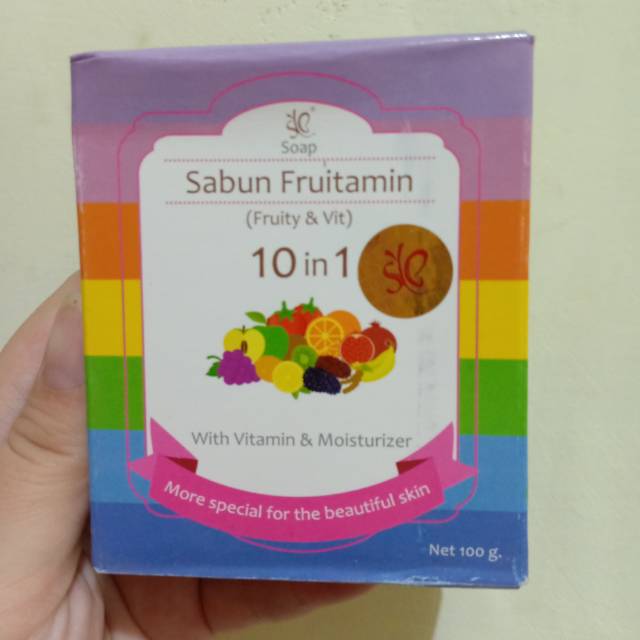 Soap
Sabun Fruitamin
(Fruity & Vit)
10 in 1
With Vitamin & Moisturizer
More special for the beautiful skin
Net 100 g.